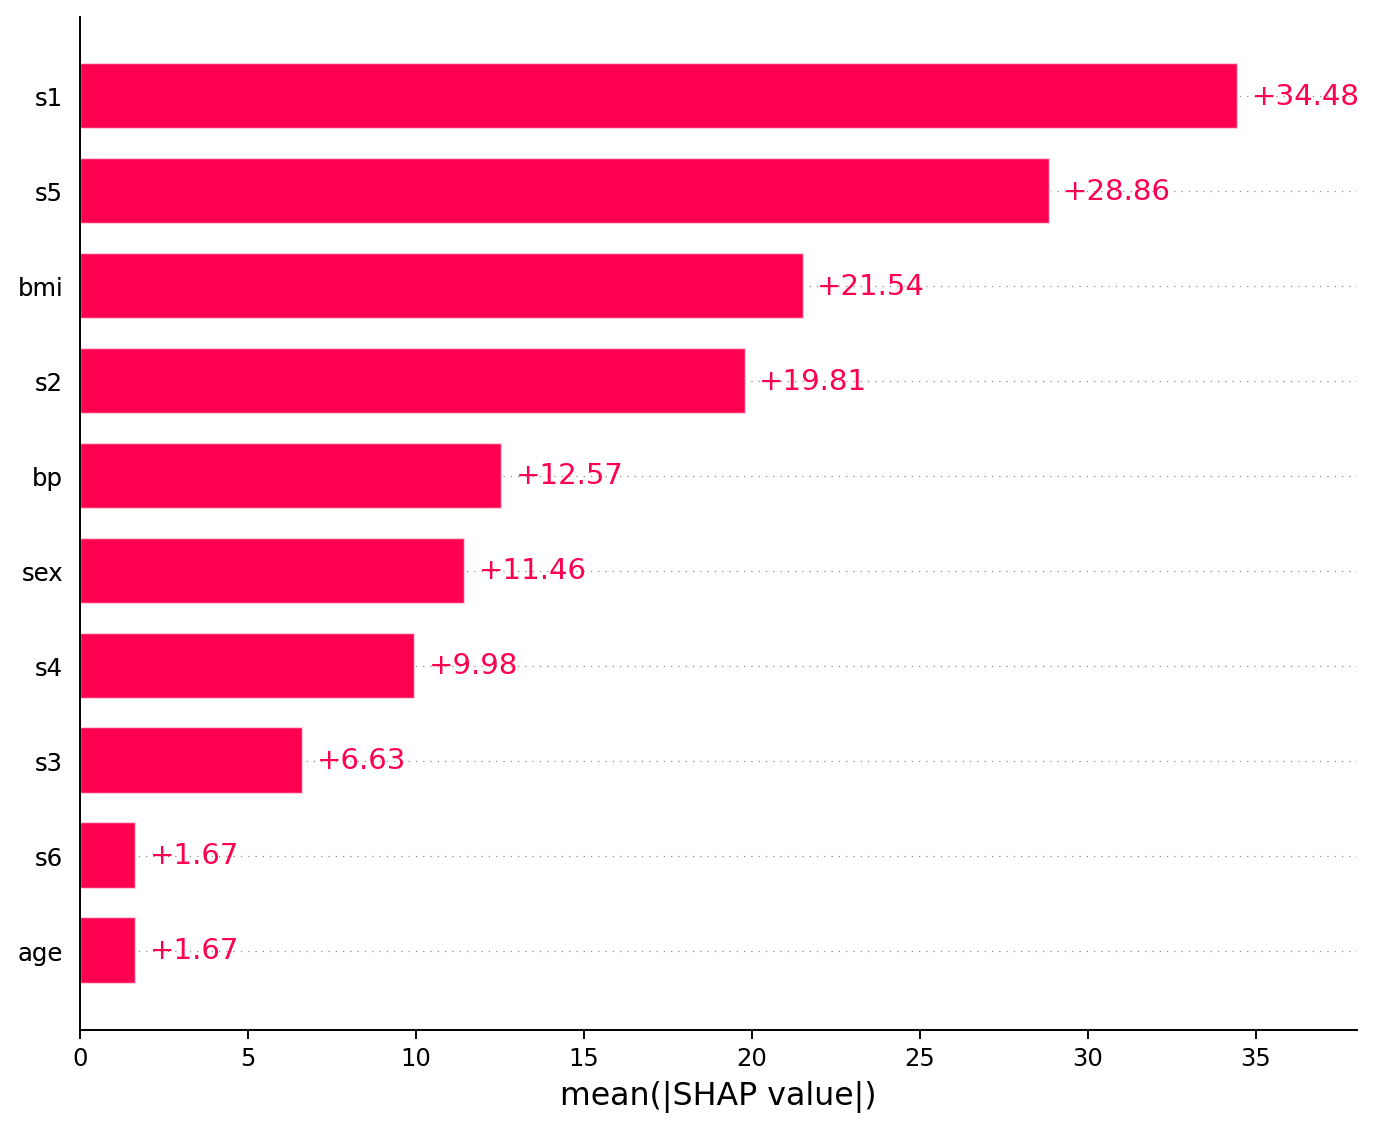 s1 +34.48
s5 +28.86
bmi +21.54
s2 +19.81
bp +12.57
sex +11.46
s4 +9.98
s3 +6.63
s6 +1.67
age +1.67
0 5 10 15 20 25 30 35
mean(|SHAP value|)